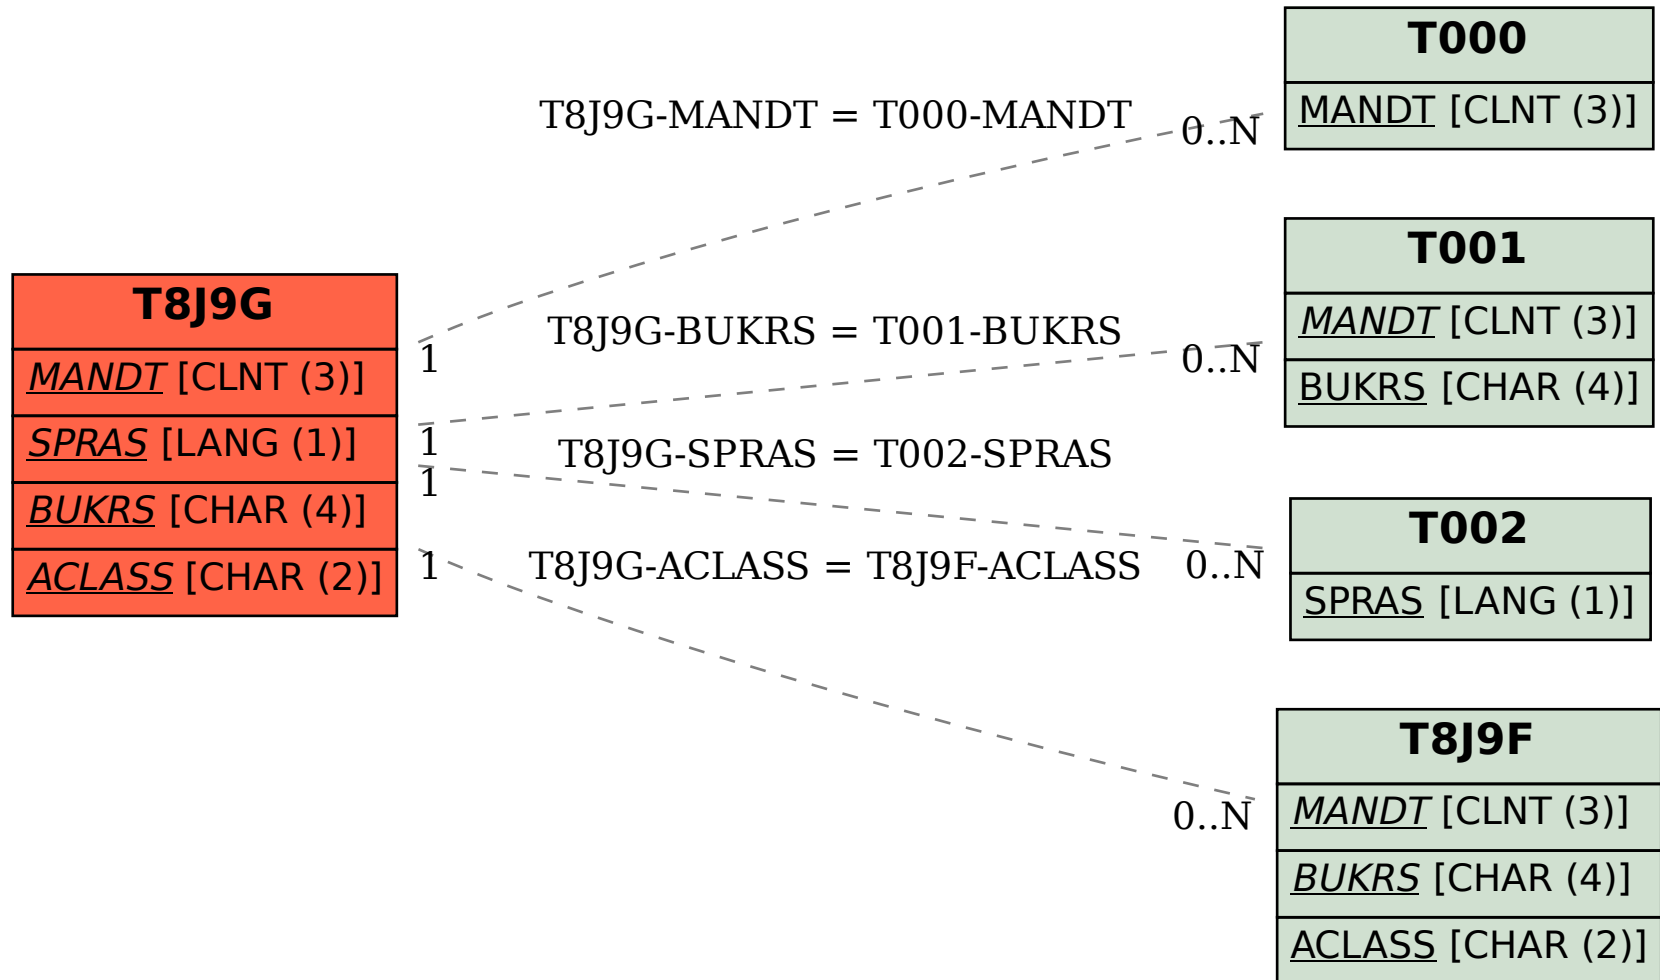 T8J9G
MANDT [CLNT (3)]
SPRAS [LANG (1)]
BUKRS [CHAR (4)]
ACLASS [CHAR (2)]
T8J9G-MANDT = T000-MANDT
1
0..N
T8J9G-BUKRS = T001-BUKRS
1
0..N
T8J9G-SPRAS = T002-SPRAS
1
0..N
T8J9G-ACLASS = T8J9F-ACLASS
1
0..N
T000
MANDT [CLNT (3)]
T001
MANDT [CLNT (3)]
BUKRS [CHAR (4)]
T002
SPRAS [LANG (1)]
T8J9F
MANDT [CLNT (3)]
BUKRS [CHAR (4)]
ACLASS [CHAR (2)]